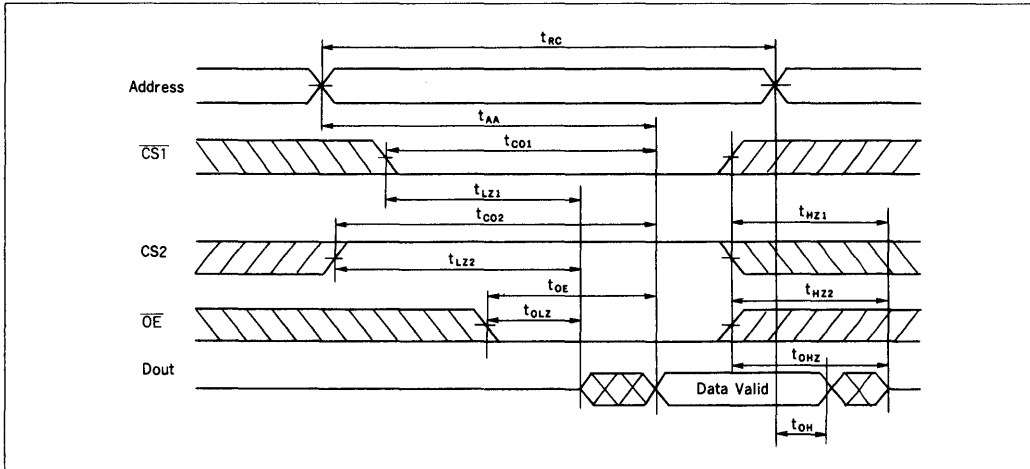 tRC
Address
tAA
CS1
tCO1
tLZ1
tHZ1
tCO2
CS2
tLZ2
tOE
tHZ2
OE
tOLZ
tOHZ
Dout
Data Valid
tOH